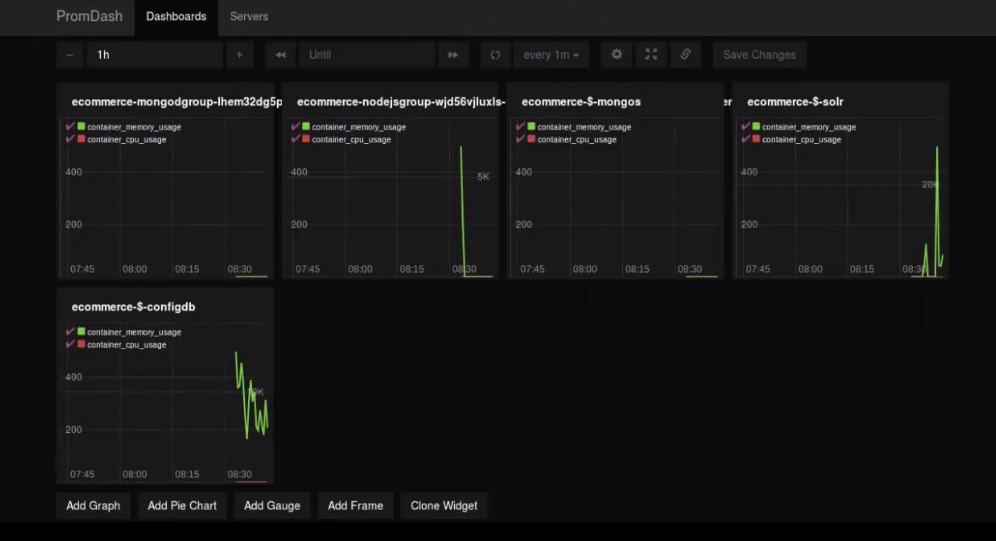 PromDash Dashboards Servers
− 1h + Until every 1m Save Changes
ecommerce-mongodgroup-lhem32dg5p ecommerce-nodejsgroup-wjd56vjluxls- ecommerce-$-mongos er ecommerce-$-solr
container_memory_usage container_memory_usage container_memory_usage container_memory_usage
container_cpu_usage container_cpu_usage container_cpu_usage container_cpu_usage
400 400 5K 400 400 20K
200 200 200 200
07:45 08:00 08:15 08:30 07:45 08:00 08:15 08:30 07:45 08:00 08:15 08:30 07:45 08:00 08:15 08:30
ecommerce-$-configdb
container_memory_usage
container_cpu_usage
400
200
07:45 08:00 08:15 08:30
Add Graph Add Pie Chart Add Gauge Add Frame Clone Widget